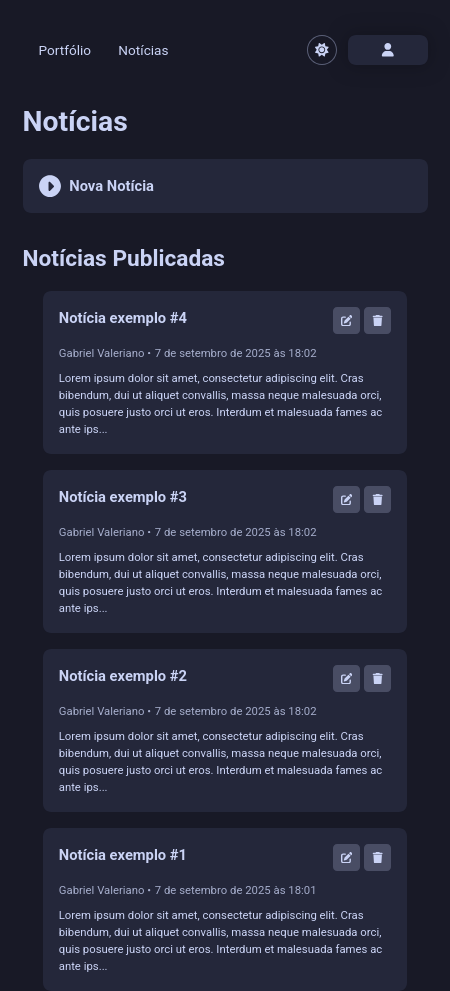 Portfólio Notícias
Notícias
Nova Notícia
Notícias Publicadas
Notícia exemplo #4
Gabriel Valeriano • 7 de setembro de 2025 às 18:02
Lorem ipsum dolor sit amet, consectetur adipiscing elit. Cras
bibendum, dui ut aliquet convallis, massa neque malesuada orci,
quis posuere justo orci ut eros. Interdum et malesuada fames ac
ante ips...
Notícia exemplo #3
Gabriel Valeriano • 7 de setembro de 2025 às 18:02
Lorem ipsum dolor sit amet, consectetur adipiscing elit. Cras
bibendum, dui ut aliquet convallis, massa neque malesuada orci,
quis posuere justo orci ut eros. Interdum et malesuada fames ac
ante ips...
Notícia exemplo #2
Gabriel Valeriano • 7 de setembro de 2025 às 18:02
Lorem ipsum dolor sit amet, consectetur adipiscing elit. Cras
bibendum, dui ut aliquet convallis, massa neque malesuada orci,
quis posuere justo orci ut eros. Interdum et malesuada fames ac
ante ips...
Notícia exemplo #1
Gabriel Valeriano • 7 de setembro de 2025 às 18:01
Lorem ipsum dolor sit amet, consectetur adipiscing elit. Cras
bibendum, dui ut aliquet convallis, massa neque malesuada orci,
quis posuere justo orci ut eros. Interdum et malesuada fames ac
ante ips...